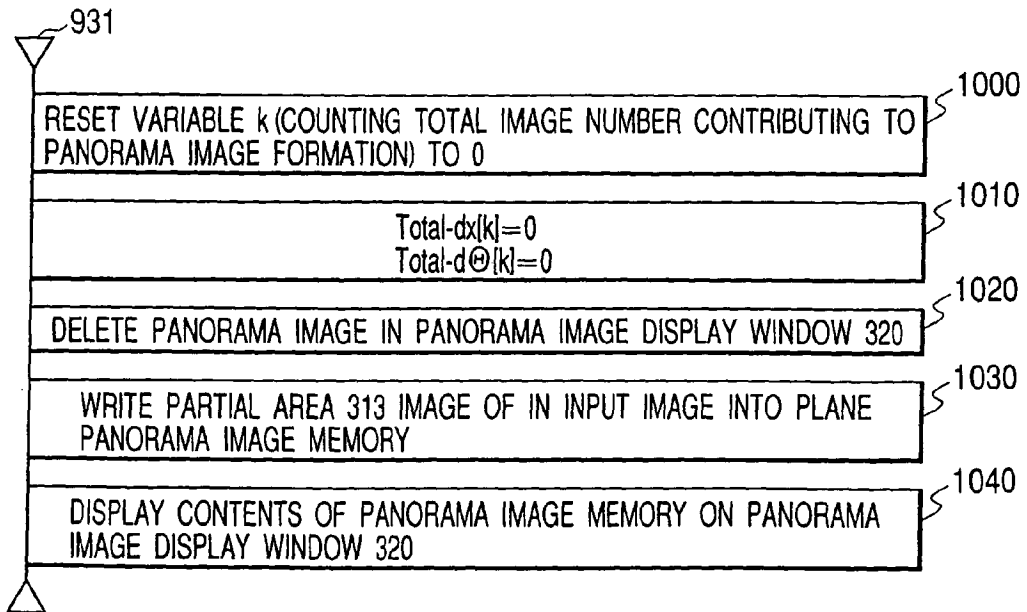 931
1000
RESET VARIABLE k (COUNTING TOTAL IMAGE NUMBER CONTRIBUTING TO
PANORAMA IMAGE FORMATION) TO 0
1010
Total-dx[k]=0
Total-dΘ[k]=0
1020
DELETE PANORAMA IMAGE IN PANORAMA IMAGE DISPLAY WINDOW 320
1030
WRITE PARTIAL AREA 313 IMAGE OF IN INPUT IMAGE INTO PLANE
PANORAMA IMAGE MEMORY
1040
DISPLAY CONTENTS OF PANORAMA IMAGE MEMORY ON PANORAMA
IMAGE DISPLAY WINDOW 320